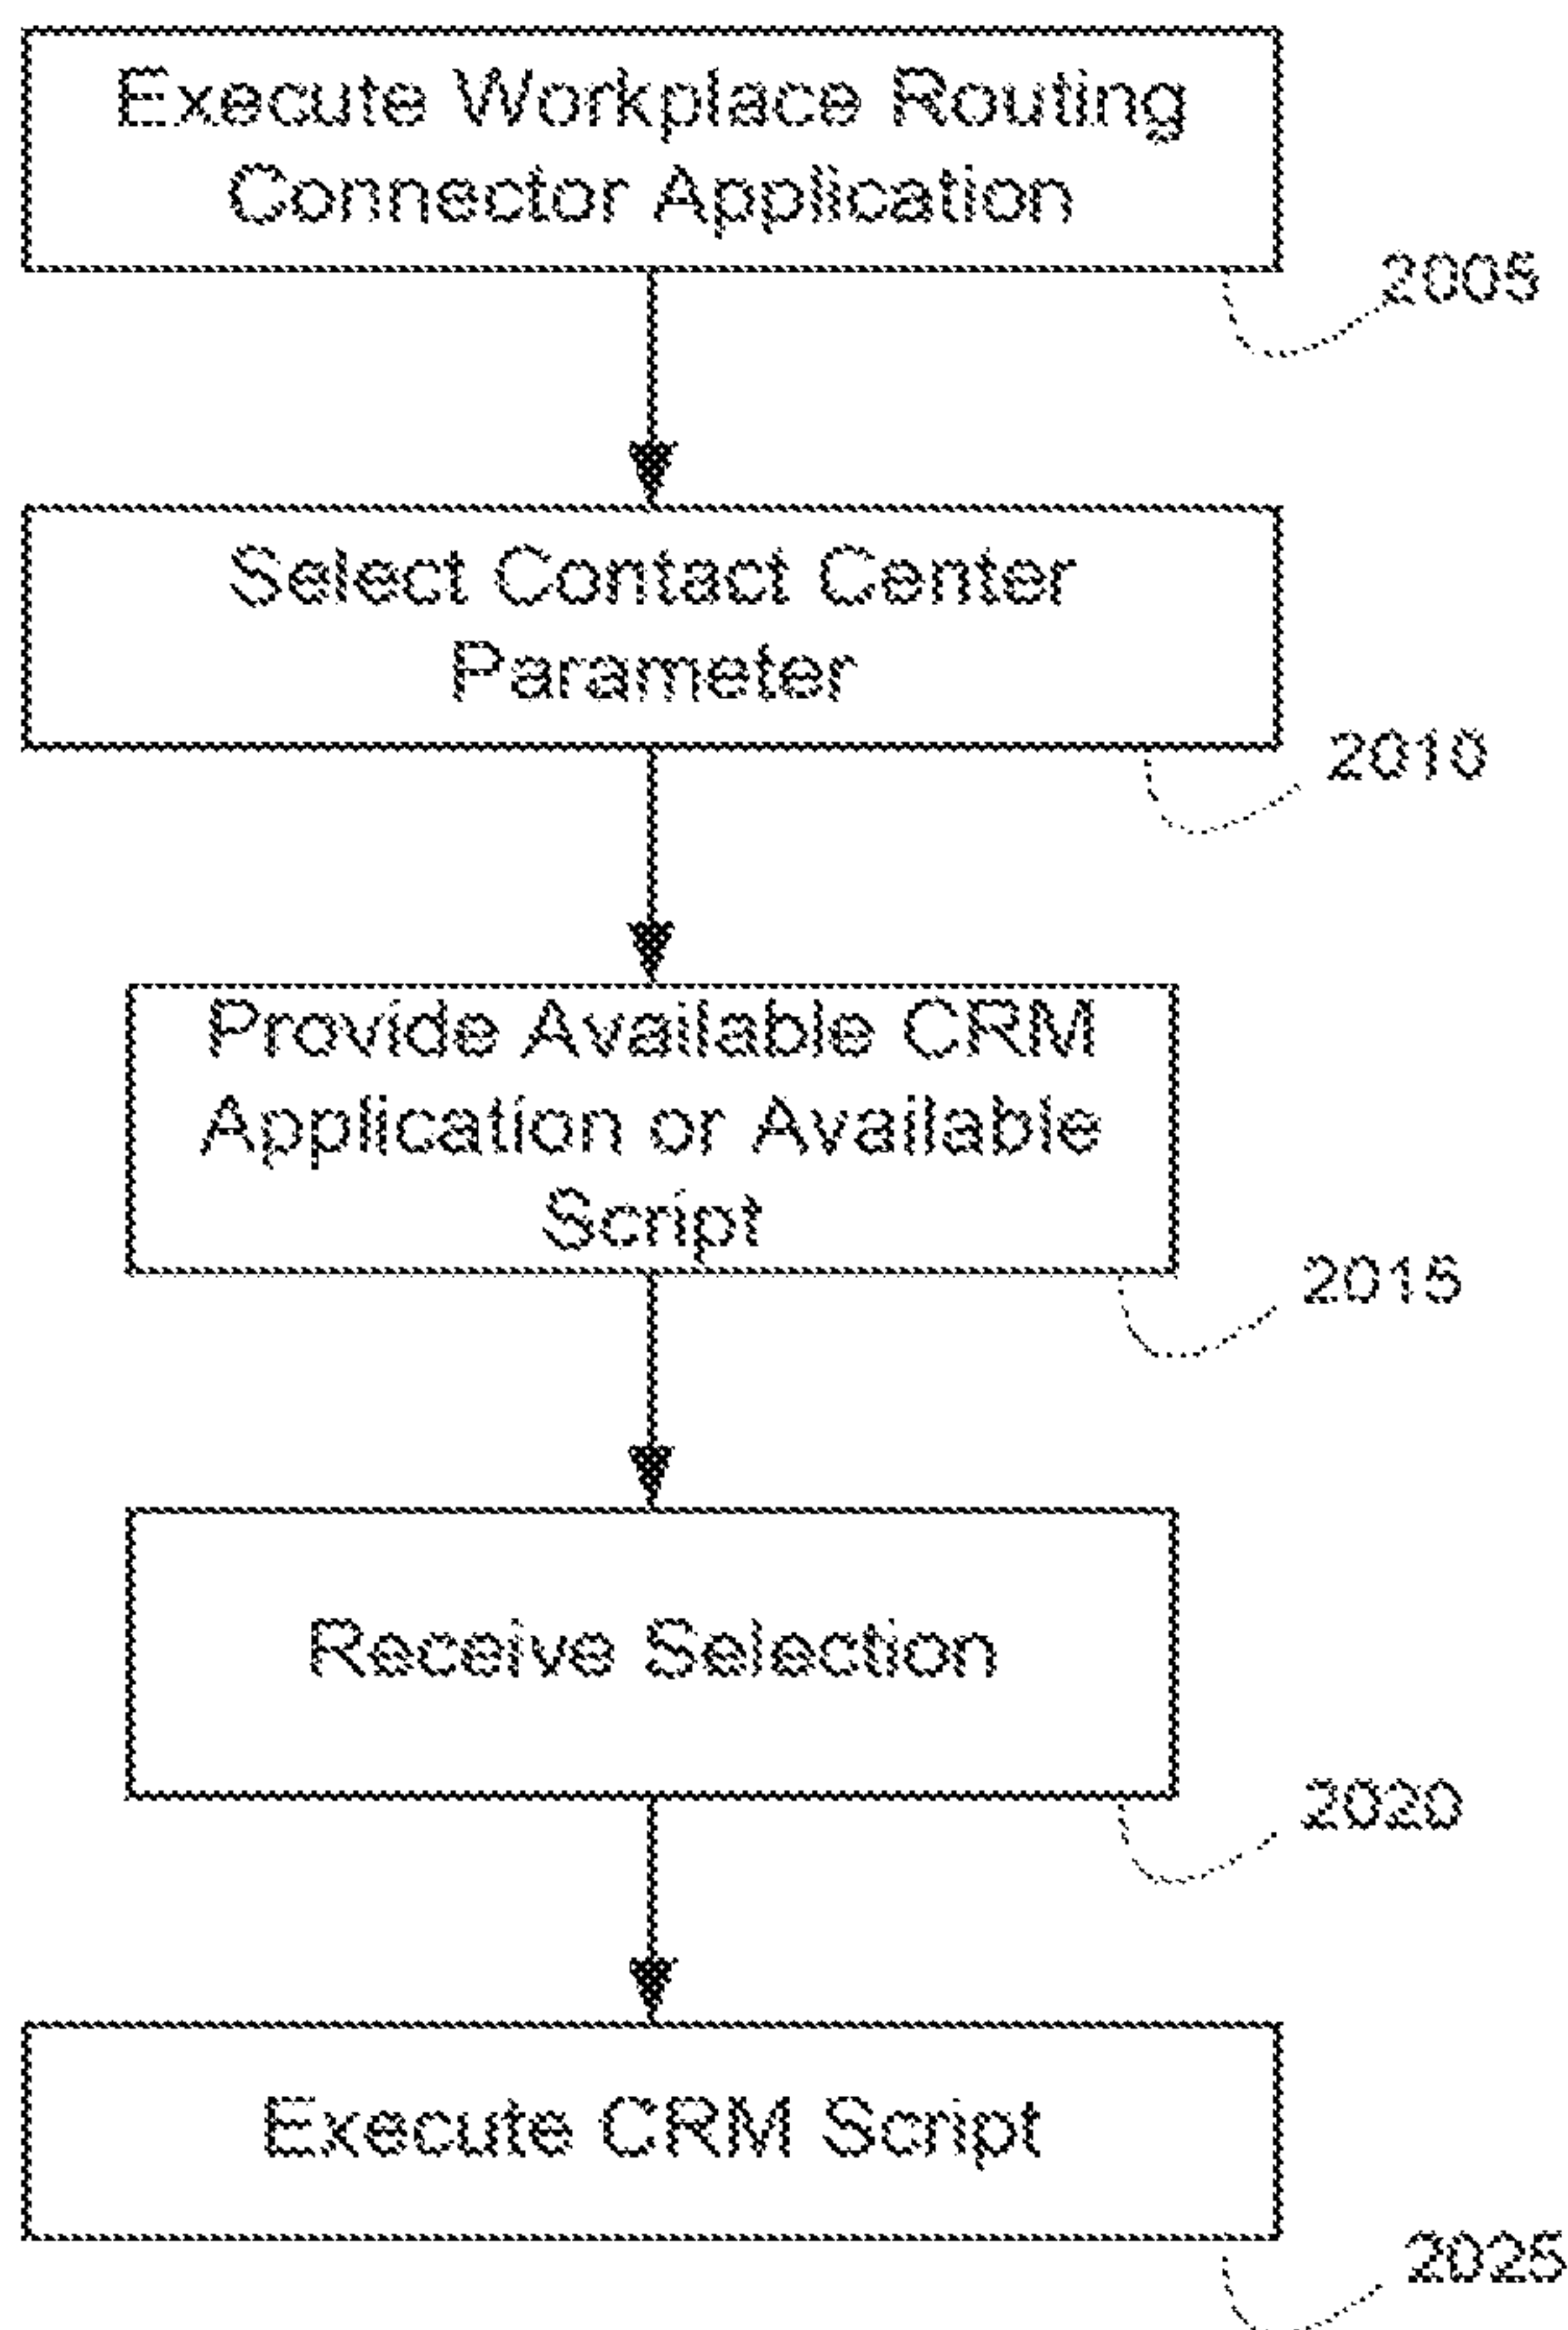 Execute Workplace Routing
Connector Application
2005
Select Contact Center
Parameter
2010
Provide Available CRM
Application or Available
Script
2015
Receive Selection
2020
Execute CRM Script
2025